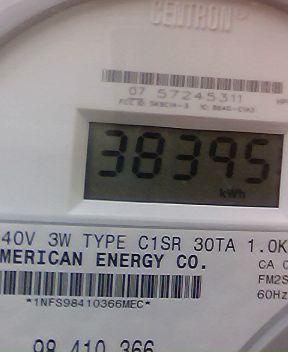 CENTRON®
07 57245311
38395
kWh
40V 3W TYPE C1SR 30TA 1.0K
MERICAN ENERGY CO.
CA 0
FM2S
60Hz
*1NFS98410366MEC*
98 410 366